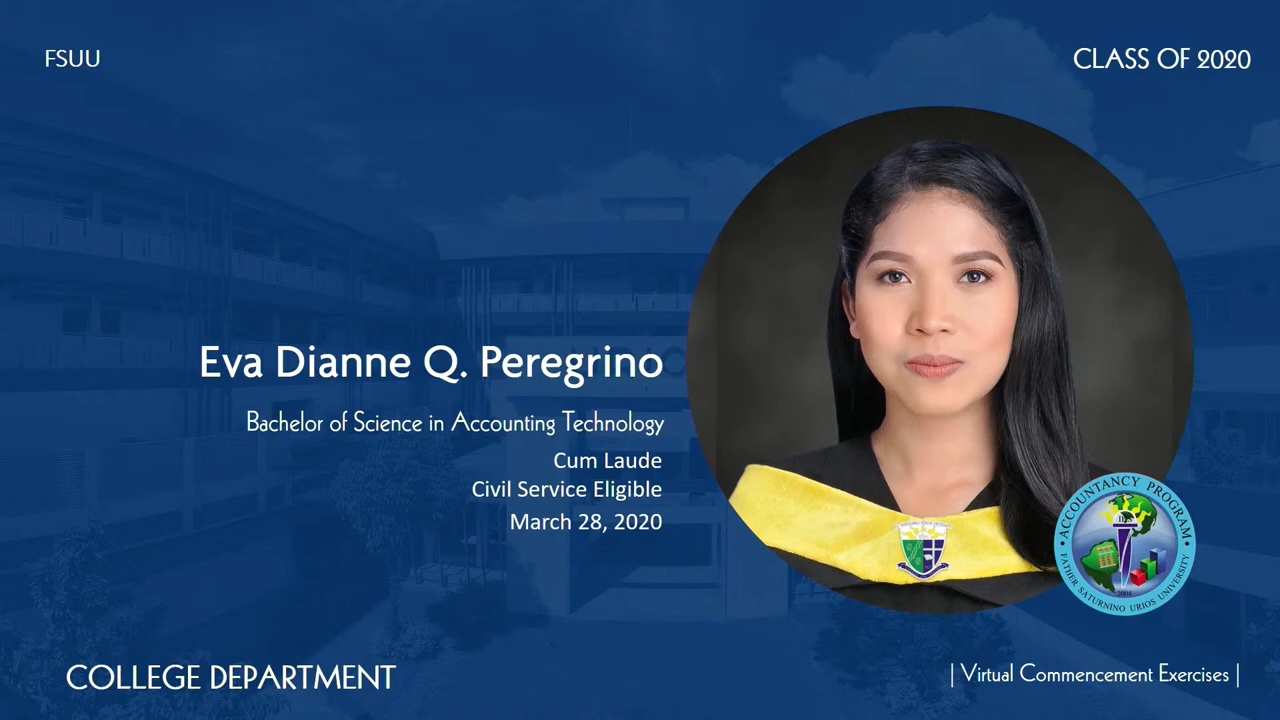 FSUU
CLASS OF 2020
Eva Dianne Q. Peregrino
Bachelor of Science in Accounting Technology
Cum Laude
Civil Service Eligible
March 28, 2020
ACCOUNTANCY PROGRAM
FATHER SATURNINO URIOS UNIVERSITY
2004
COLLEGE DEPARTMENT
| Virtual Commencement Exercises |